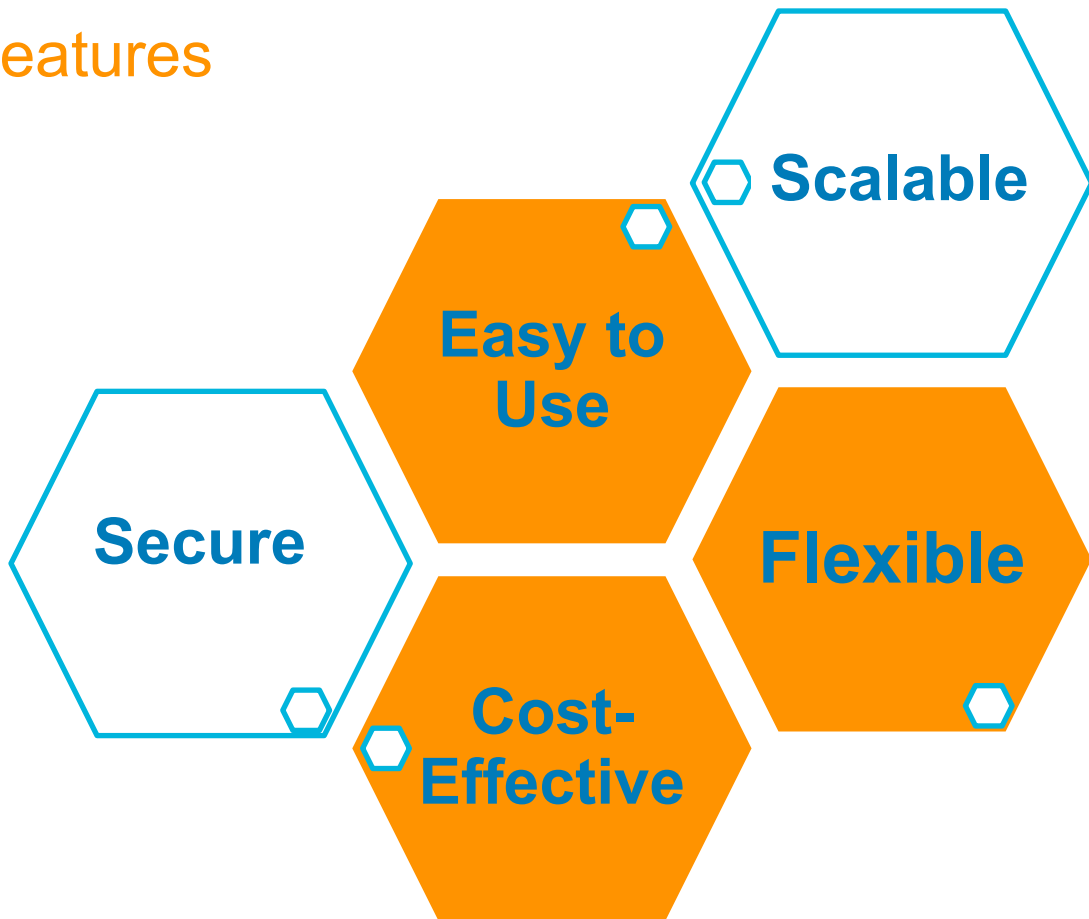 eatures
Scalable
Easy to
Use
Secure
Flexible
Cost-
Effective